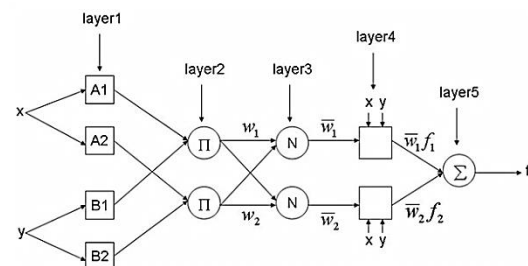 layer1
layer2
layer3
layer4
layer5
x
y
A1
A2
B1
B2
Π
Π
w₁
w₂
N
N
w̅₁
w̅₂
x y
x y
w̅₁f₁
w̅₂f₂
Σ
f